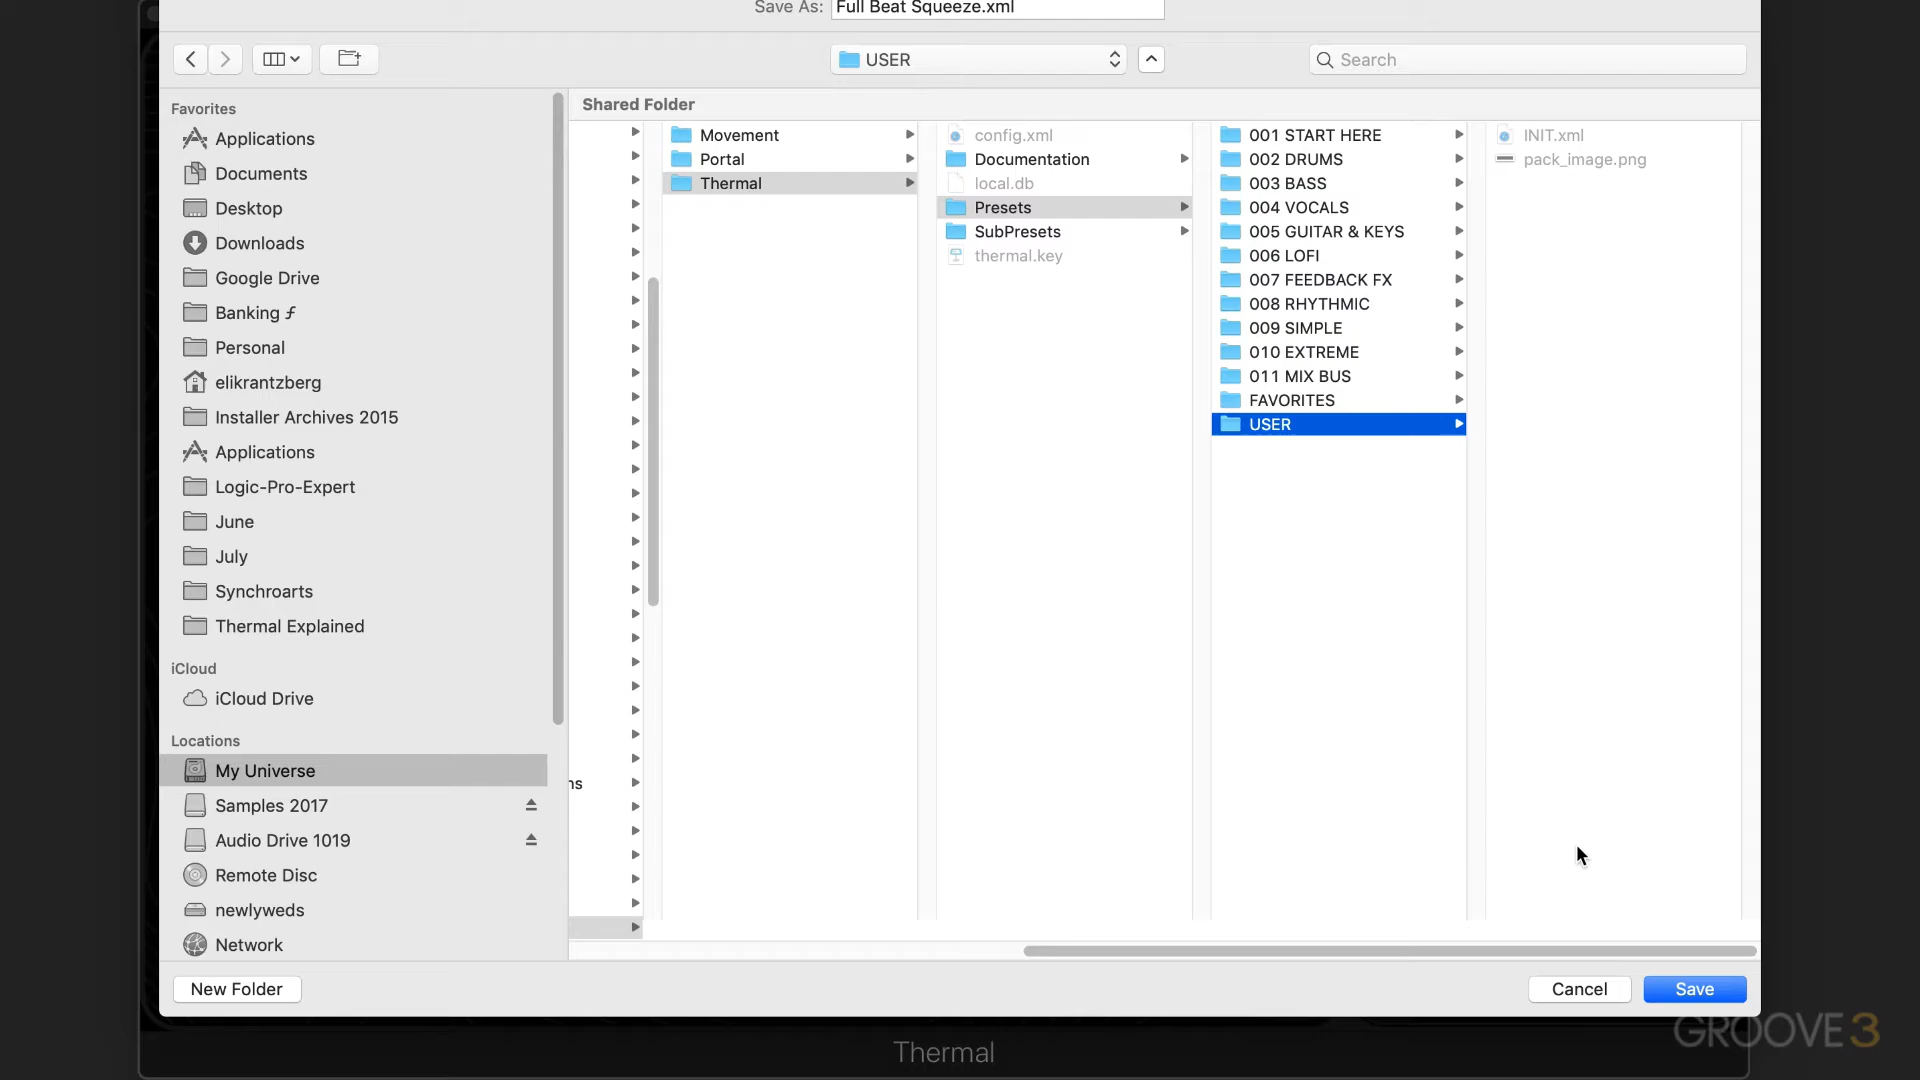 Save As: Full Beat Squeeze.xml
USER
Search
Favorites
Applications
Documents
Desktop
Downloads
Google Drive
Banking ƒ
Personal
elikrantzberg
Installer Archives 2015
Applications
Logic-Pro-Expert
June
July
Synchroarts
Thermal Explained
iCloud
iCloud Drive
Locations
My Universe
Samples 2017
Audio Drive 1019
Remote Disc
newlyweds
Network
Shared Folder
ns
Movement
Portal
Thermal
config.xml
Documentation
local.db
Presets
SubPresets
thermal.key
001 START HERE
002 DRUMS
003 BASS
004 VOCALS
005 GUITAR & KEYS
006 LOFI
007 FEEDBACK FX
008 RHYTHMIC
009 SIMPLE
010 EXTREME
011 MIX BUS
FAVORITES
USER
INIT.xml
pack_image.png
New Folder
Cancel
Save
Thermal
GROOVE 3